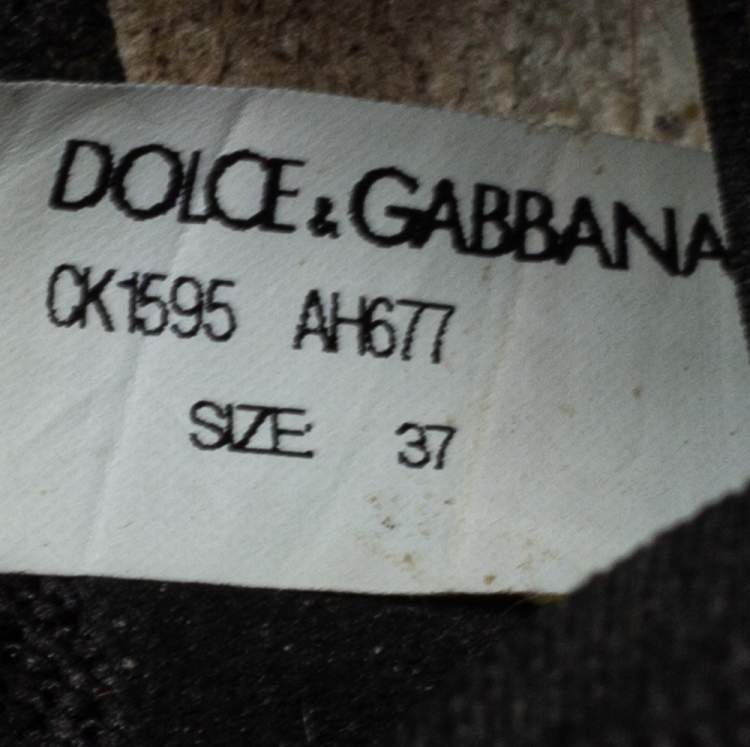 DOLCE & GABBANA
CK1595 AH677
SIZE: 37